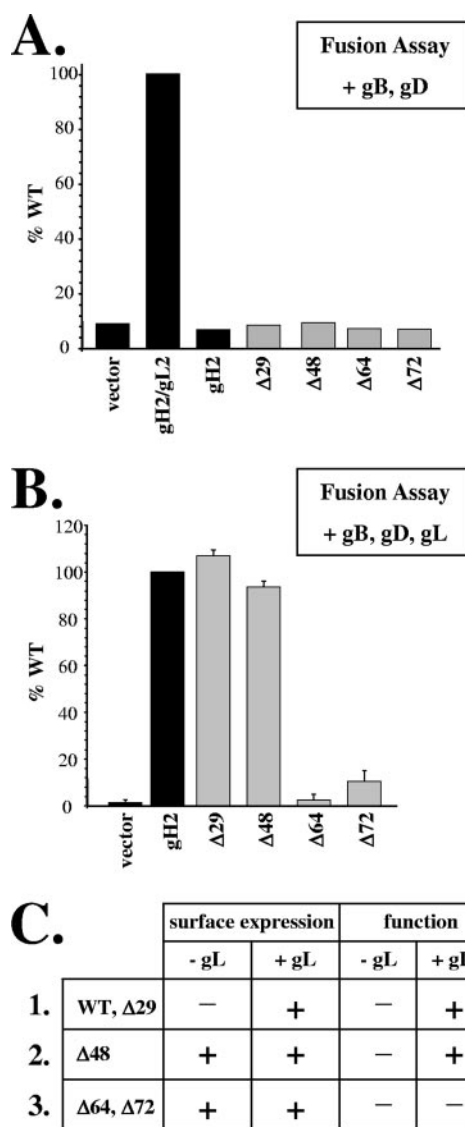 A.
Fusion Assay
+ gB, gD
% WT
100
80
60
40
20
0
vector
gH2/gL2
gH2
Δ29
Δ48
Δ64
Δ72
B.
Fusion Assay
+ gB, gD, gL
% WT
120
100
80
60
40
20
0
vector
gH2
Δ29
Δ48
Δ64
Δ72
C.
surface expression function
- gL + gL - gL + gL
1. WT, Δ29 − + − +
2. Δ48 + + − +
3. Δ64, Δ72 + + − −